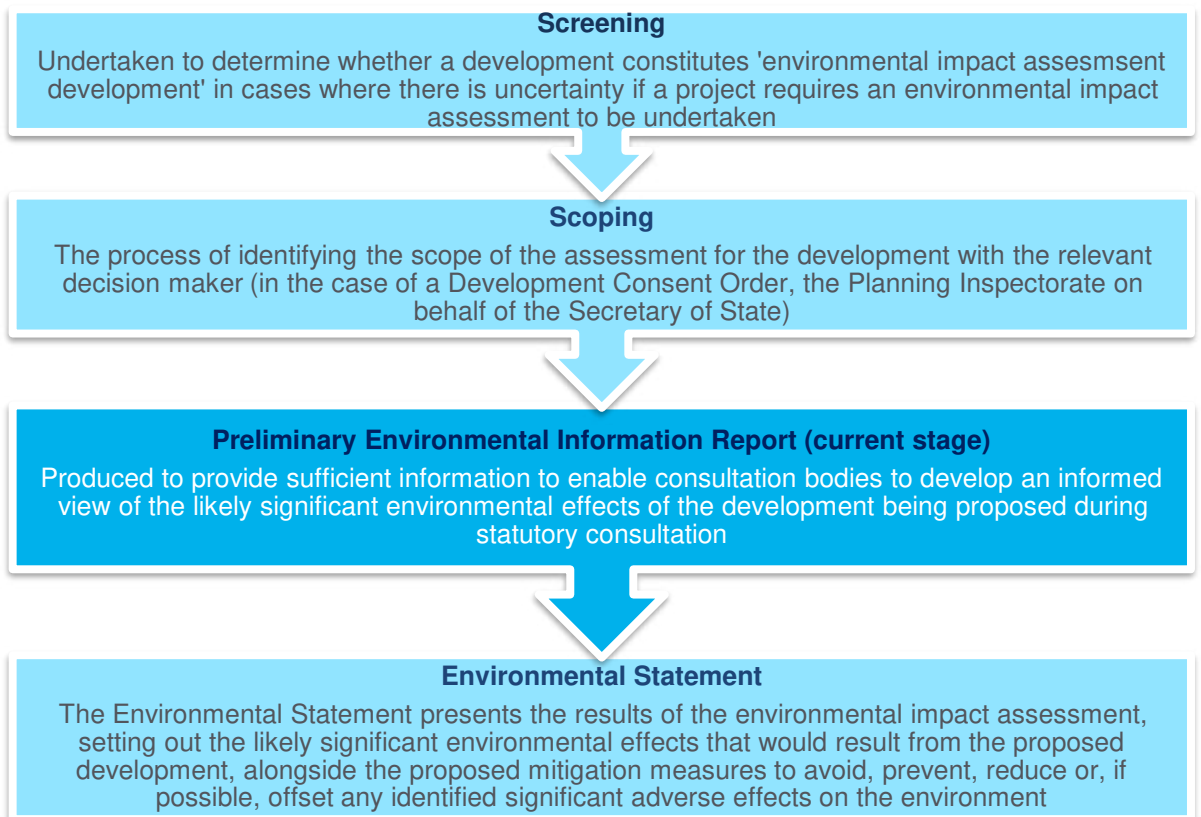 Screening
Undertaken to determine whether a development constitutes 'environmental impact assesmsent
development' in cases where there is uncertainty if a project requires an environmental impact
assessment to be undertaken
Scoping
The process of identifying the scope of the assessment for the development with the relevant
decision maker (in the case of a Development Consent Order, the Planning Inspectorate on
behalf of the Secretary of State)
Preliminary Environmental Information Report (current stage)
Produced to provide sufficient information to enable consultation bodies to develop an informed
view of the likely significant environmental effects of the development being proposed during
statutory consultation
Environmental Statement
The Environmental Statement presents the results of the environmental impact assessment,
setting out the likely significant environmental effects that would result from the proposed
development, alongside the proposed mitigation measures to avoid, prevent, reduce or, if
possible, offset any identified significant adverse effects on the environment